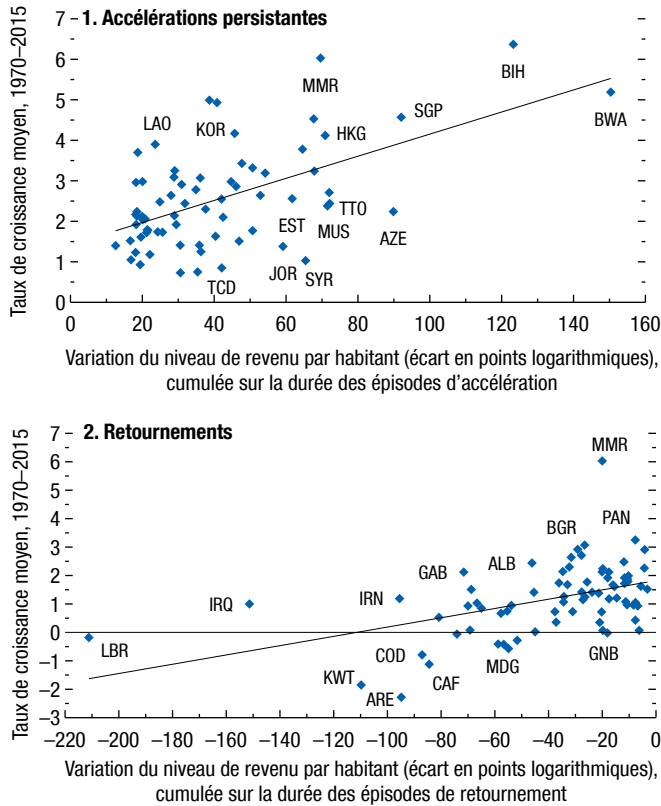 1. Accélérations persistantes
Taux de croissance moyen, 1970–2015
7
6
5
4
3
2
1
0
MMR
BIH
SGP
BWA
LAO
KOR
HKG
EST
MUS
TTO
AZE
TCD
JOR
SYR
0 20 40 60 80 100 120 140 160
Variation du niveau de revenu par habitant (écart en points logarithmiques),
cumulée sur la durée des épisodes d’accélération
2. Retournements
Taux de croissance moyen, 1970–2015
7
6
5
4
3
2
1
0
–1
–2
–3
MMR
BGR
PAN
GAB
ALB
IRQ
IRN
LBR
COD
MDG
GNB
KWT
CAF
ARE
–220 –200 –180 –160 –140 –120 –100 –80 –60 –40 –20 0
Variation du niveau de revenu par habitant (écart en points logarithmiques),
cumulée sur la durée des épisodes de retournement